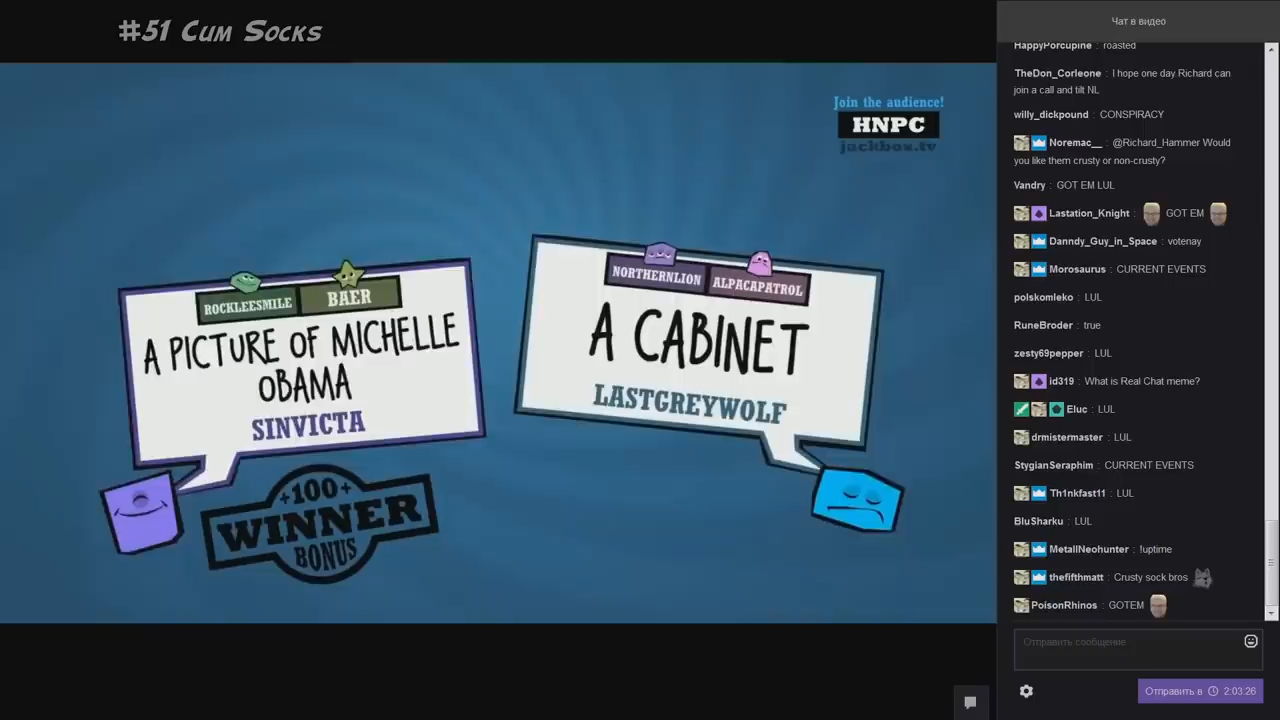 #51 Cum Socks
Join the audience!
HNPC
jackbox.tv
ROCKLEESMILE
BAER
A PICTURE OF MICHELLE
OBAMA
SINVICTA
+100+
WINNER
BONUS
NORTHERNLION
ALPACAPATROL
A CABINET
LASTGREYWOLF
Чат в видео
HappyPorcupine : roasted
TheDon_Corleone : I hope one day Richard can
join a call and tilt NL
willy_dickpound : CONSPIRACY
Noremac__ : @Richard_Hammer Would
you like them crusty or non-crusty?
Vandry : GOT EM LUL
Lastation_Knight : GOT EM
Danndy_Guy_in_Space : votenay
Morosaurus : CURRENT EVENTS
polskomleko : LUL
RuneBroder : true
zesty69pepper : LUL
id319 : What is Real Chat meme?
Eluc : LUL
drmistermaster : LUL
StygianSeraphim : CURRENT EVENTS
Th1nkfast11 : LUL
BluSharku : LUL
MetallNeohunter : !uptime
thefifthmatt : Crusty sock bros
PoisonRhinos : GOTEM
Отправить сообщение
Отправить в 2:03:26